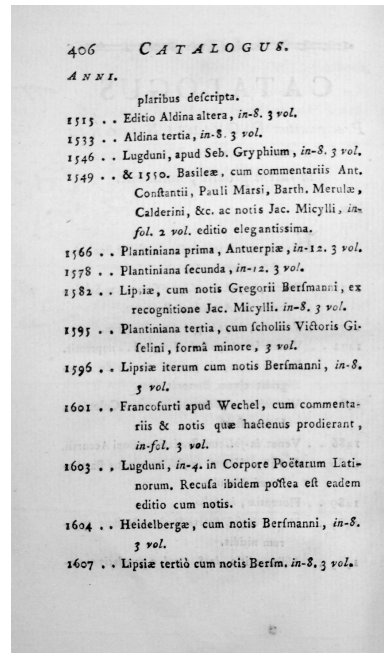 406 CATALOGUS.
ANNI.
plaribus deſcripta.
1515 . . Editio Aldina altera, in-8. 3 vol.
1533 . . Aldina tertia, in-8. 3 vol.
1546 . . Lugduni, apud Seb. Gryphium, in-8. 3 vol.
1549 . . & 1550. Baſileæ, cum commentariis Ant.
Conſtantii, Pauli Marſi, Barth. Merulæ,
Calderini, &c. ac notis Jac. Micylli, in-
fol. 2 vol. editio elegantissima.
1566 . . Plantiniana prima, Antuerpiæ, in-12. 3 vol.
1578 . . Plantiniana ſecunda, in-12. 3 vol.
1582 . . Lipſiæ, cum notis Gregorii Berſmanni, ex
recognitione Jac. Micylli. in-8. 3 vol.
1595 . . Plantiniana tertia, cum ſcholiis Victoris Gi-
ſelini, formâ minore, 3 vol.
1596 . . Lipſiæ iterum cum notis Berſmanni, in-8.
3 vol.
1601 . . Francofurti apud Wechel, cum commenta-
riis & notis quæ hactenus prodierant,
in-fol. 3 vol.
1603 . . Lugduni, in-4. in Corpore Poëtarum Lati-
norum. Recuſa ibidem poſtea eſt eadem
editio cum notis.
1604 . . Heidelbergæ, cum notis Berſmanni, in-8.
3 vol.
1607 . . Lipſiæ tertiò cum notis Berſm. in-8. 3 vol.